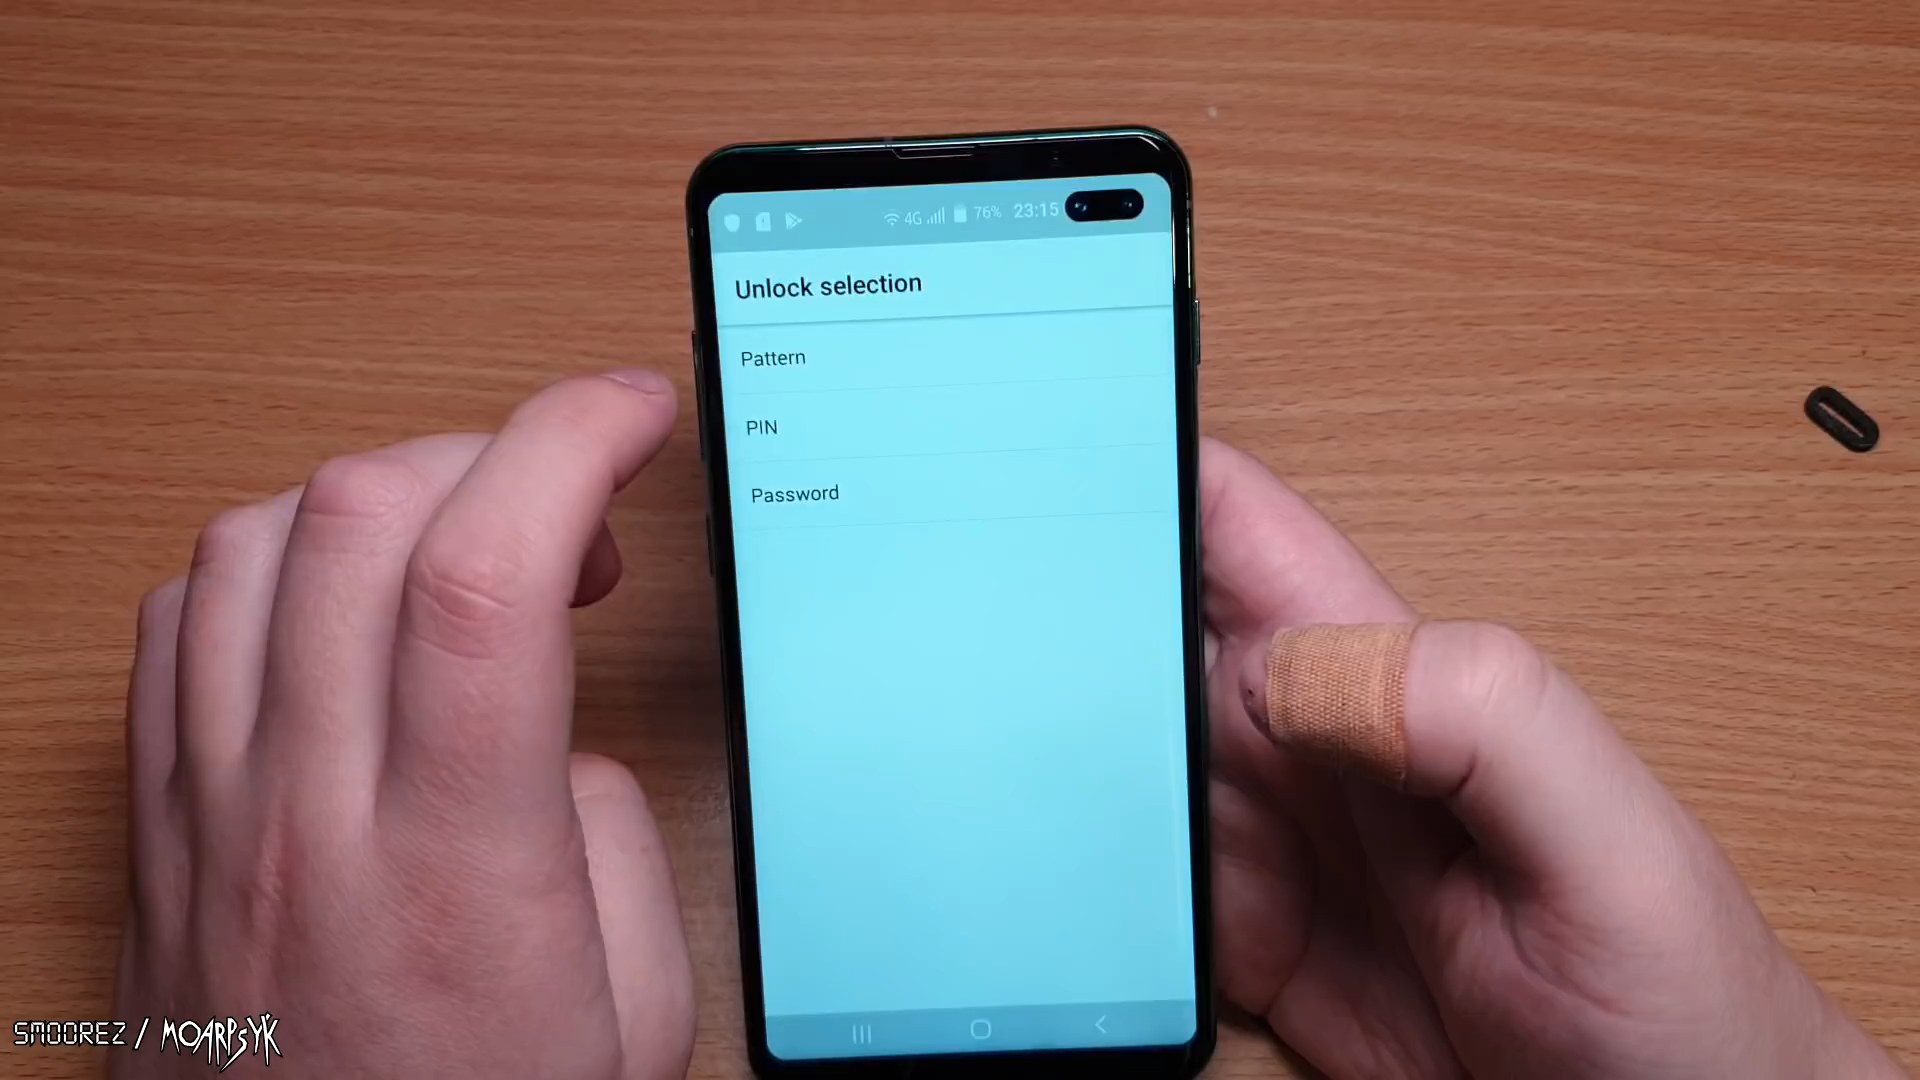 4G 76% 23:15
Unlock selection
Pattern
PIN
Password
SMOOREZ / MOARPSYK